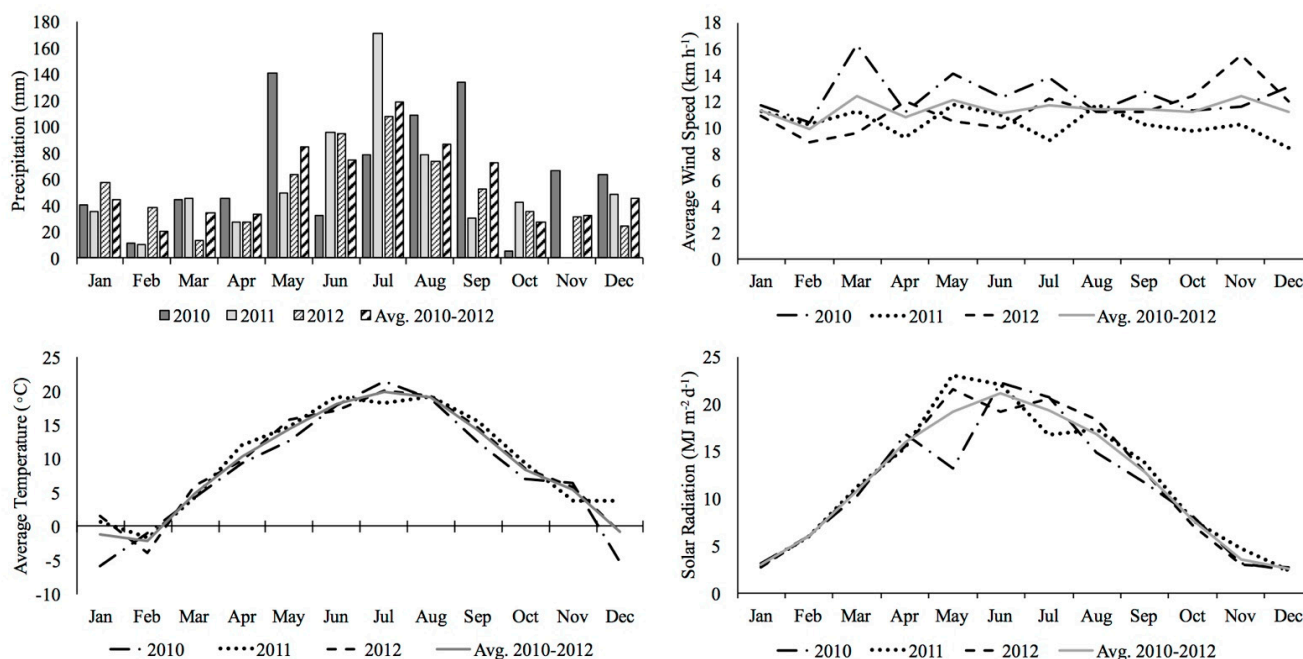 Precipitation (mm)
180
160
140
120
100
80
60
40
20
0
Jan Feb Mar Apr May Jun Jul Aug Sep Oct Nov Dec
2010 2011 2012 Avg. 2010-2012
Average Wind Speed (km h⁻¹)
18
16
14
12
10
8
6
4
2
0
Jan Feb Mar Apr May Jun Jul Aug Sep Oct Nov Dec
2010 2011 2012 Avg. 2010-2012
Average Temperature (°C)
25
20
15
10
5
0
-5
-10
Jan Feb Mar Apr May Jun Jul Aug Sep Oct Nov Dec
2010 2011 2012 Avg. 2010-2012
Solar Radiation (MJ m⁻² d⁻¹)
25
20
15
10
5
0
Jan Feb Mar Apr May Jun Jul Aug Sep Oct Nov Dec
2010 2011 2012 Avg. 2010-2012